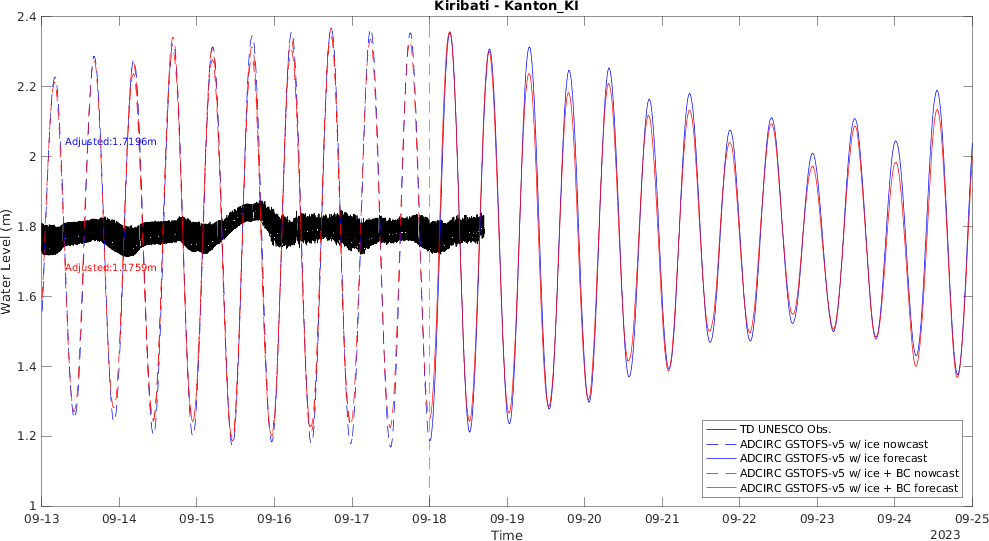 Kiribati - Kanton_KI
2.4
2.2
2
1.8
1.6
1.4
1.2
1
Water Level (m)
Adjusted:1.7196m
Adjusted:1.1759m
TD UNESCO Obs.
ADCIRC GSTOFS-v5 w/ ice nowcast
ADCIRC GSTOFS-v5 w/ ice forecast
ADCIRC GSTOFS-v5 w/ ice + BC nowcast
ADCIRC GSTOFS-v5 w/ ice + BC forecast
09-13 09-14 09-15 09-16 09-17 09-18 09-19 09-20 09-21 09-22 09-23 09-24 09-25
Time
2023